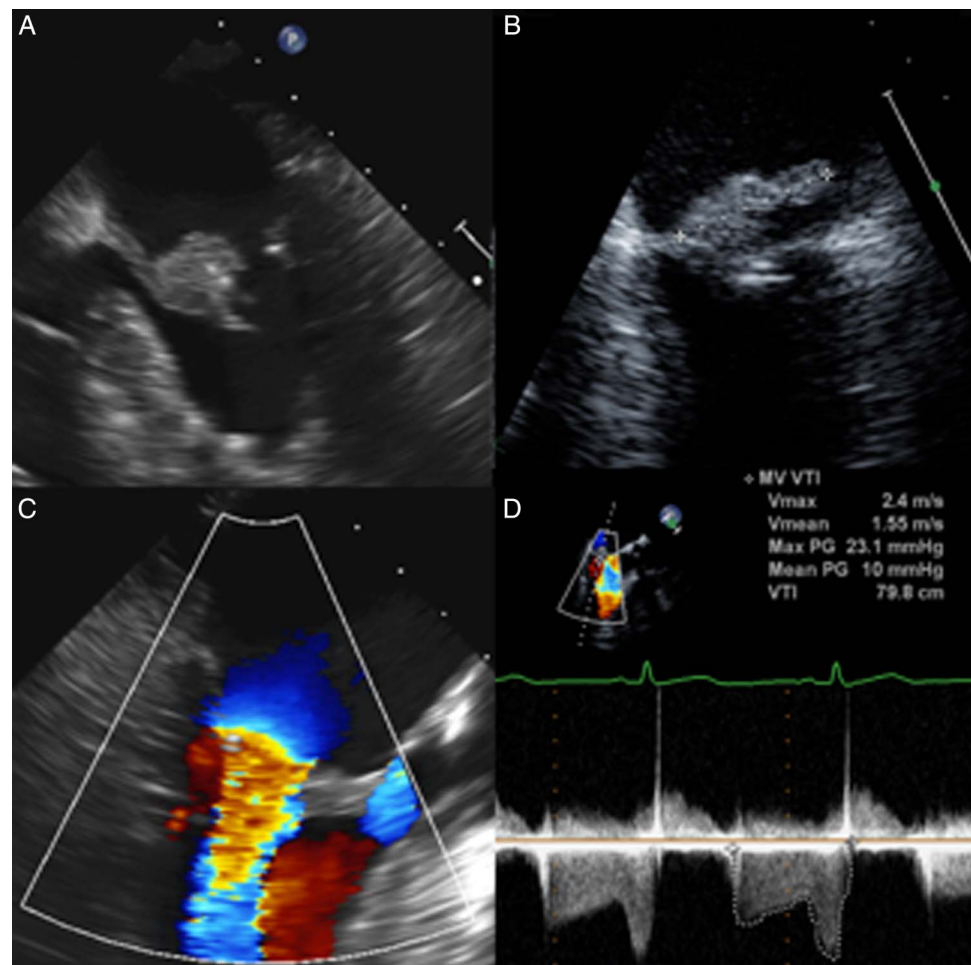 A
B
C
D
MV VTI
Vmax 2.4 m/s
Vmean 1.55 m/s
Max PG 23.1 mmHg
Mean PG 10 mmHg
VTI 79.8 cm